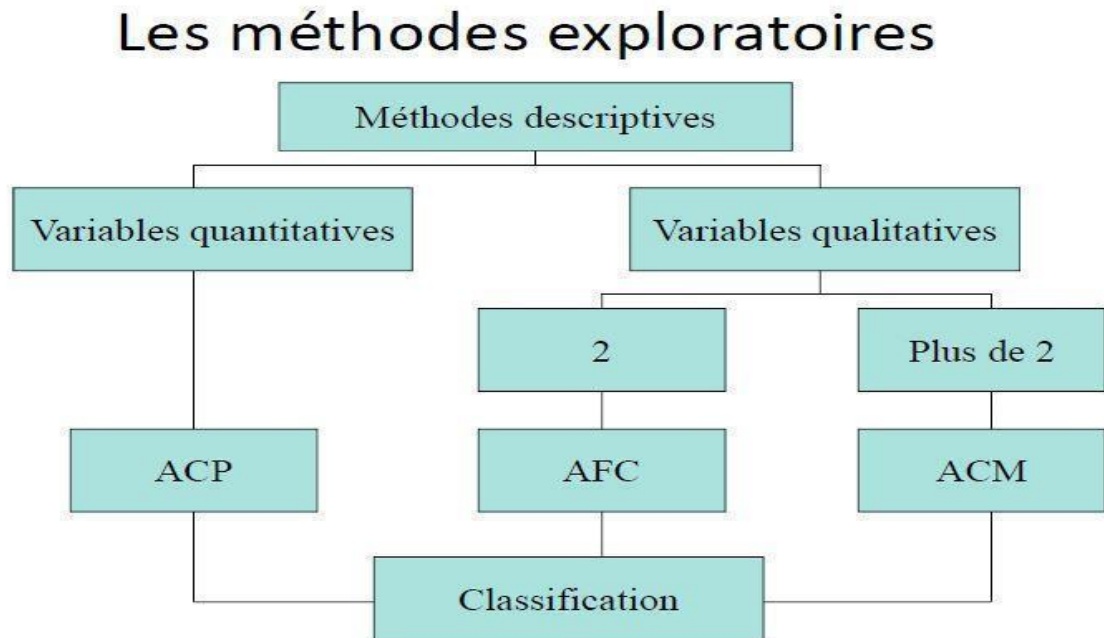 Les méthodes exploratoires
Méthodes descriptives
Variables quantitatives
Variables qualitatives
2
Plus de 2
ACP
AFC
ACM
Classification